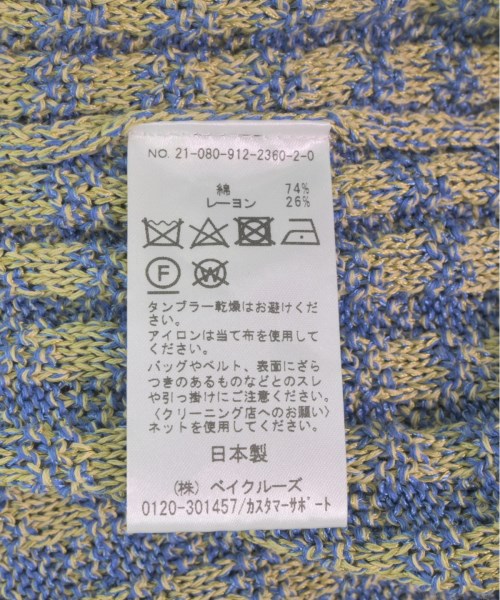 NO. 21-080-912-2360-2-0
綿 74%
レーヨン 26%
F W
タンブラー乾燥はお避けくだ
さい。
アイロンは当て布を使用して
ください。
バッグやベルト、表面にざら
つきのあるものなどとのスレ
や引っ掛けにご注意ください。
〈クリーニング店へのお願い〉
ネットを使用してください。
日本製
(株) ベイクルーズ
0120-301457/カスタマーサポート